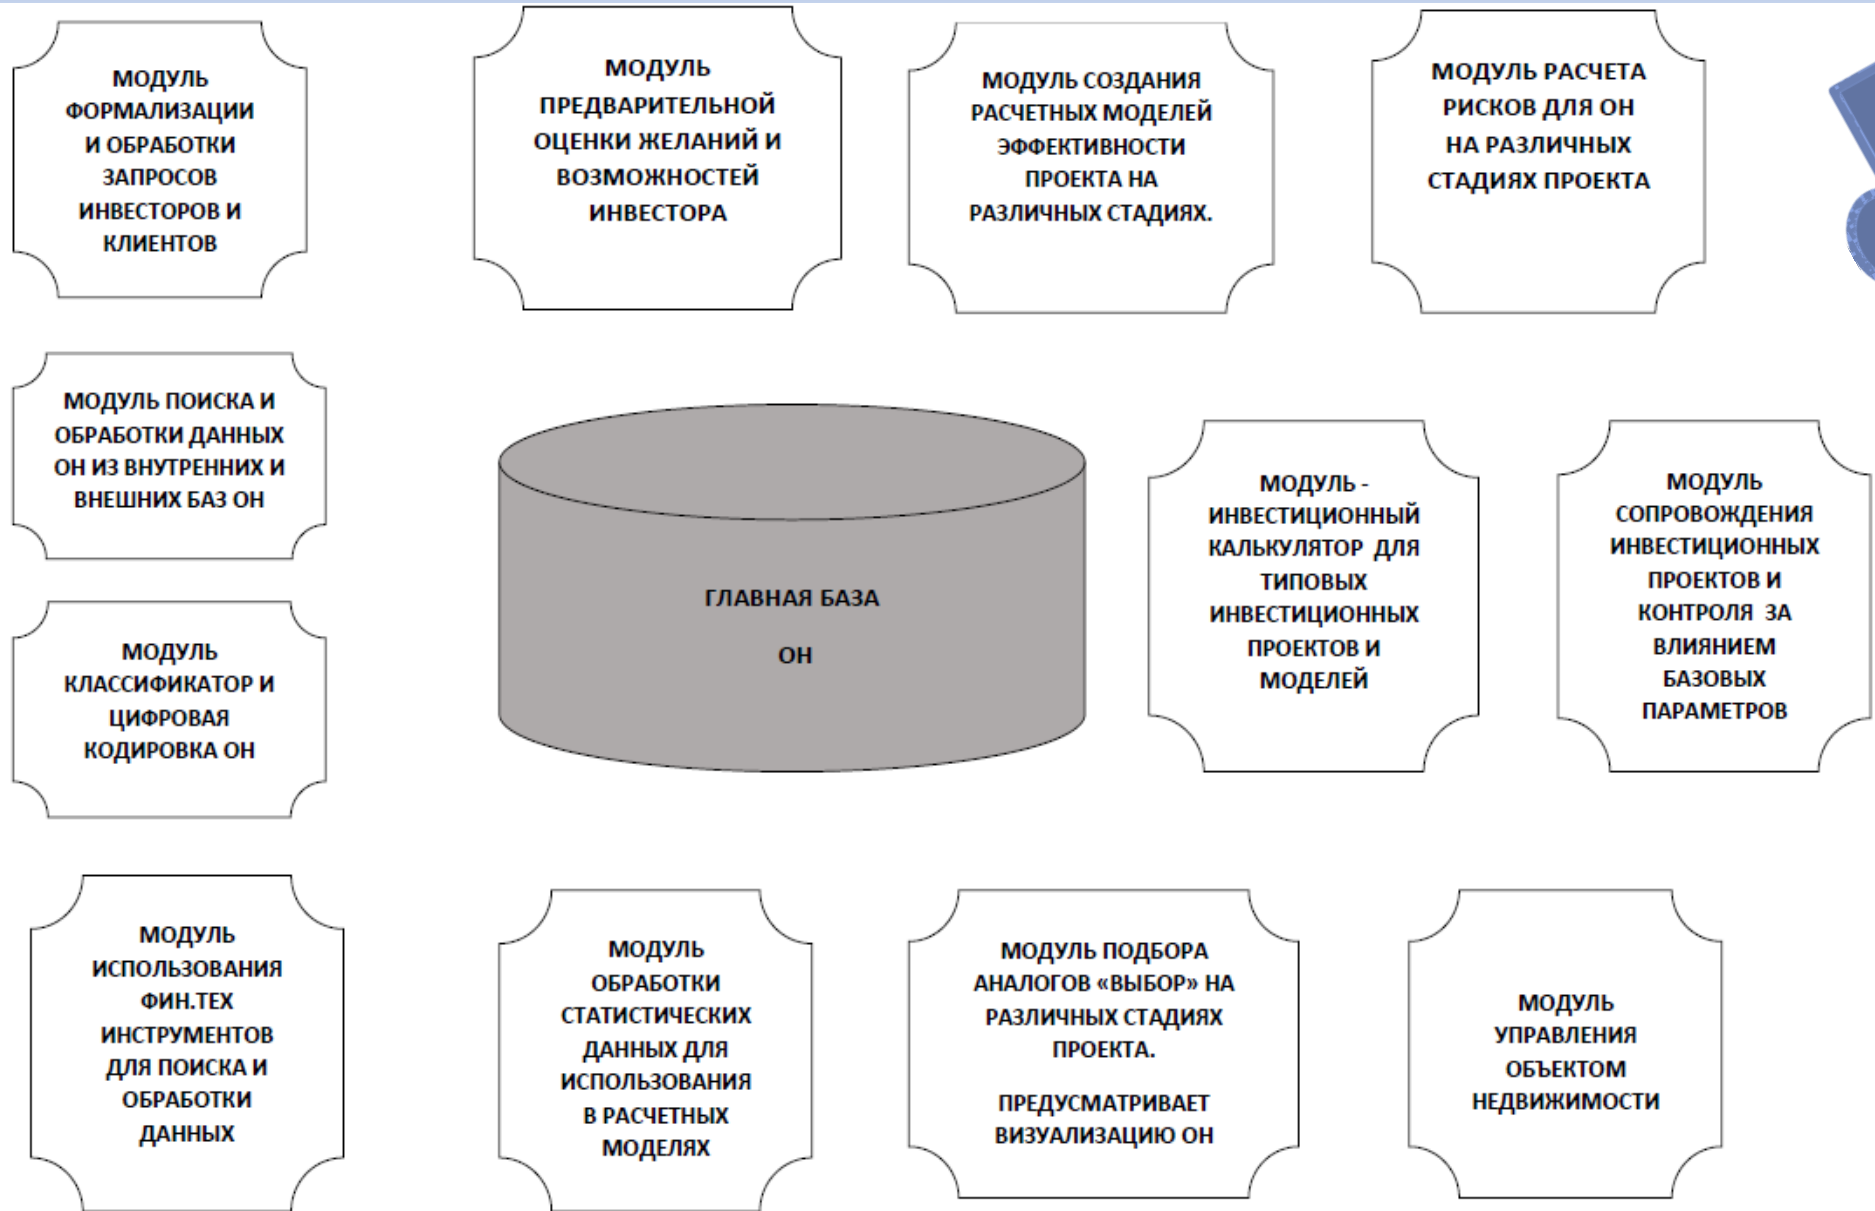 МОДУЛЬ
ФОРМАЛИЗАЦИИ
И ОБРАБОТКИ
ЗАПРОСОВ
ИНВЕСТОРОВ И
КЛИЕНТОВ
МОДУЛЬ
ПРЕДВАРИТЕЛЬНОЙ
ОЦЕНКИ ЖЕЛАНИЙ И
ВОЗМОЖНОСТЕЙ
ИНВЕСТОРА
МОДУЛЬ СОЗДАНИЯ
РАСЧЕТНЫХ МОДЕЛЕЙ
ЭФФЕКТИВНОСТИ
ПРОЕКТА НА
РАЗЛИЧНЫХ СТАДИЯХ.
МОДУЛЬ РАСЧЕТА
РИСКОВ ДЛЯ ОН
НА РАЗЛИЧНЫХ
СТАДИЯХ ПРОЕКТА
МОДУЛЬ ПОИСКА И
ОБРАБОТКИ ДАННЫХ
ОН ИЗ ВНУТРЕННИХ И
ВНЕШНИХ БАЗ ОН
МОДУЛЬ
КЛАССИФИКАТОР И
ЦИФРОВАЯ
КОДИРОВКА ОН
ГЛАВНАЯ БАЗА
ОН
МОДУЛЬ -
ИНВЕСТИЦИОННЫЙ
КАЛЬКУЛЯТОР ДЛЯ
ТИПОВЫХ
ИНВЕСТИЦИОННЫХ
ПРОЕКТОВ И
МОДЕЛЕЙ
МОДУЛЬ
СОПРОВОЖДЕНИЯ
ИНВЕСТИЦИОННЫХ
ПРОЕКТОВ И
КОНТРОЛЯ ЗА
ВЛИЯНИЕМ
БАЗОВЫХ
ПАРАМЕТРОВ
МОДУЛЬ
ИСПОЛЬЗОВАНИЯ
ФИН.ТЕХ
ИНСТРУМЕНТОВ
ДЛЯ ПОИСКА И
ОБРАБОТКИ
ДАННЫХ
МОДУЛЬ
ОБРАБОТКИ
СТАТИСТИЧЕСКИХ
ДАННЫХ ДЛЯ
ИСПОЛЬЗОВАНИЯ
В РАСЧЕТНЫХ
МОДЕЛЯХ
МОДУЛЬ ПОДБОРА
АНАЛОГОВ «ВЫБОР» НА
РАЗЛИЧНЫХ СТАДИЯХ
ПРОЕКТА.
ПРЕДУСМАТРИВАЕТ
ВИЗУАЛИЗАЦИЮ ОН
МОДУЛЬ
УПРАВЛЕНИЯ
ОБЪЕКТОМ
НЕДВИЖИМОСТИ